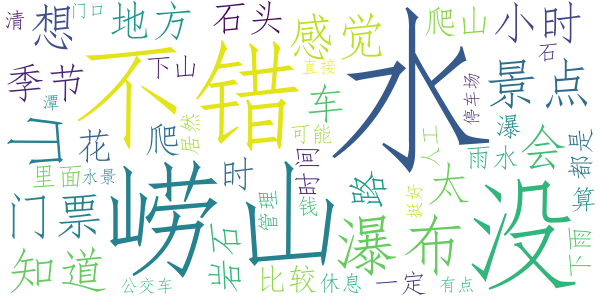 清
门口
想
地方
石头
感觉
爬山
小时
季节
下山
不错
直接
水
景点
石
潭
车
停车场
山
花
爬
居然
可能
人工
瀑
雨水
会
都是
里面
水景
时
时间
路
太
算
门票
崂山
管理
钱
挺好
没
下雨
知道
岩石
瀑布
公交车
比较
休息
一定
有点